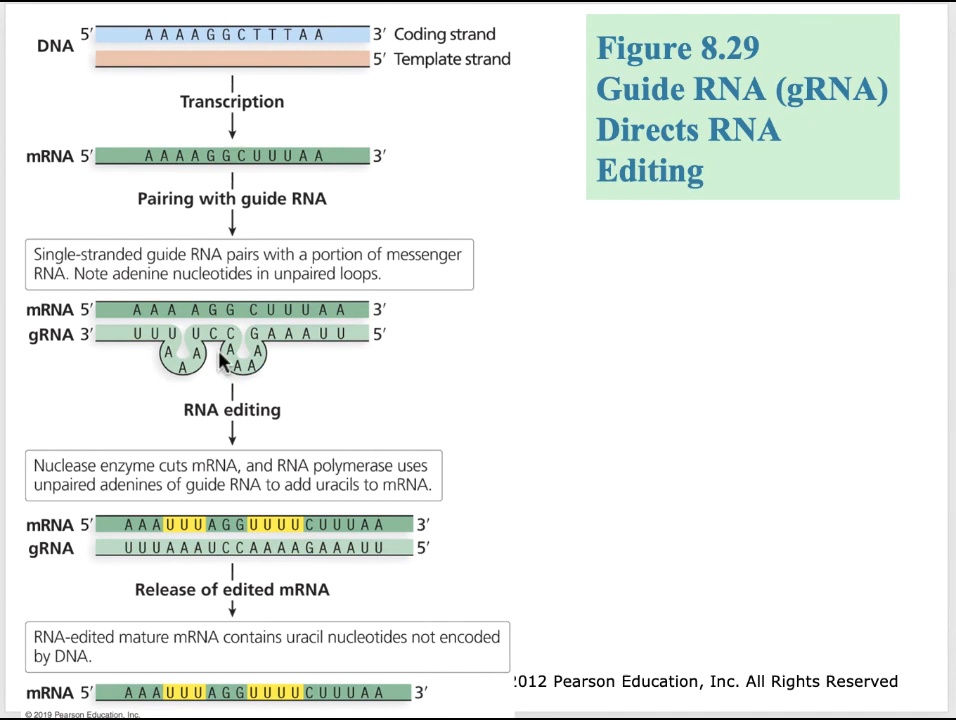 DNA 5′ A A A A G G C T T T A A 3′ Coding strand
5′ Template strand
Transcription
mRNA 5′ A A A A G G C U U U A A 3′
Pairing with guide RNA
Single-stranded guide RNA pairs with a portion of messenger
RNA. Note adenine nucleotides in unpaired loops.
mRNA 5′ A A A A G G C U U U A A 3′
gRNA 3′ U U U U C C G A A A U U 5′
A A A A A A A
RNA editing
Nuclease enzyme cuts mRNA, and RNA polymerase uses
unpaired adenines of guide RNA to add uracils to mRNA.
mRNA 5′ A A A U U U A G G U U U U C U U U A A 3′
gRNA U U U A A A U C C A A A A G A A A U U 5′
Release of edited mRNA
RNA-edited mature mRNA contains uracil nucleotides not encoded
by DNA.
mRNA 5′ A A A U U U A G G U U U U C U U U A A 3′
© 2019 Pearson Education, Inc.
Figure 8.29
Guide RNA (gRNA)
Directs RNA
Editing
2012 Pearson Education, Inc. All Rights Reserved